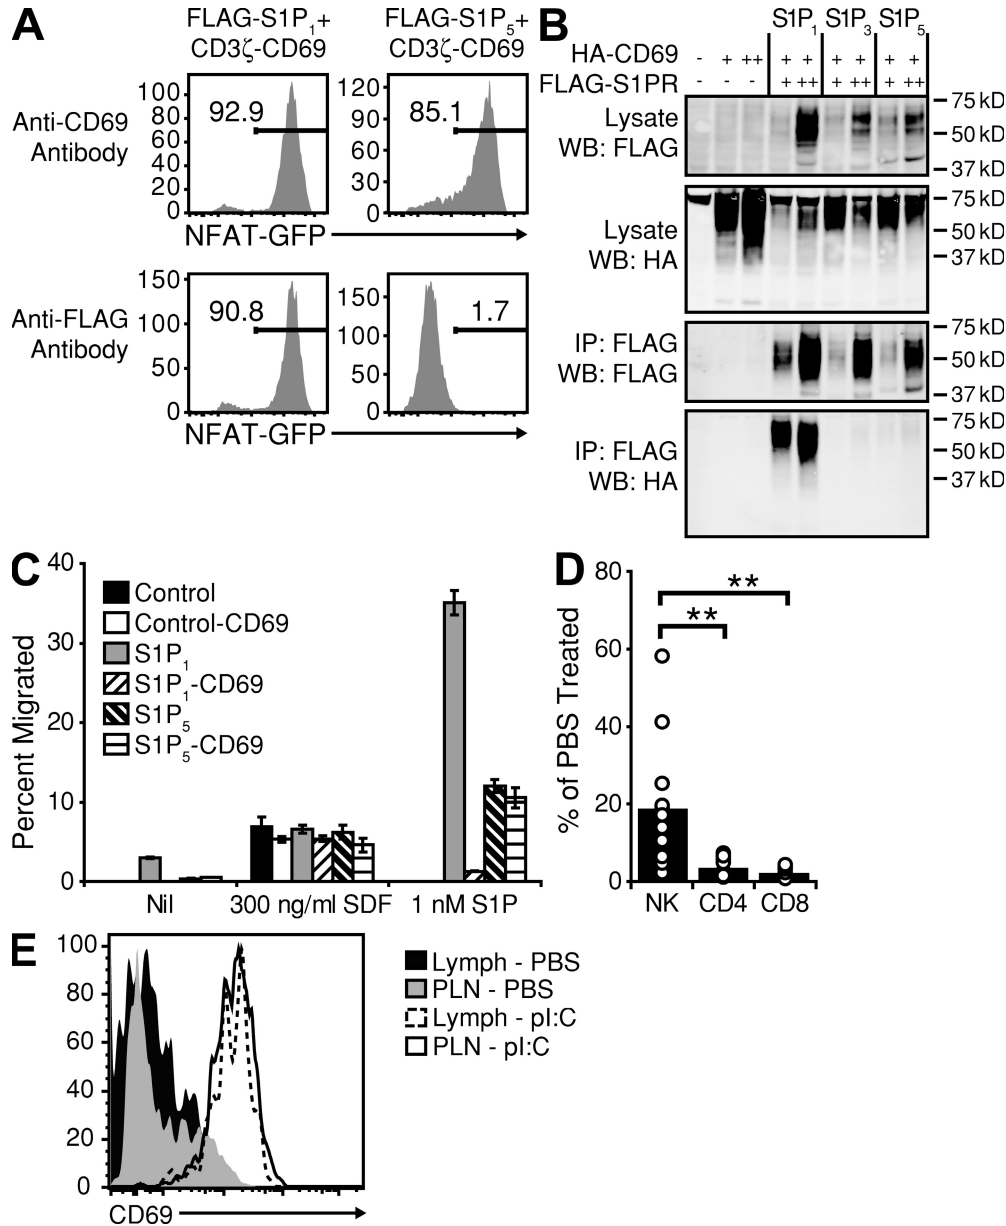 A
FLAG-S1P1+ CD3ζ-CD69
FLAG-S1P5+ CD3ζ-CD69
Anti-CD69 Antibody
100
80
60
40
20
0
92.9
120
90
60
30
0
85.1
NFAT-GFP
Anti-FLAG Antibody
150
100
50
0
90.8
150
100
50
0
1.7
NFAT-GFP
B
S1P1 S1P3 S1P5
HA-CD69 - + ++ + + + + + +
FLAG-S1PR - - - + ++ + ++ + ++
Lysate
WB: FLAG
75 kD
50 kD
37 kD
Lysate
WB: HA
75 kD
50 kD
37 kD
IP: FLAG
WB: FLAG
75 kD
50 kD
37 kD
IP: FLAG
WB: HA
75 kD
50 kD
37 kD
C
Percent Migrated
40
30
20
10
0
Control
Control-CD69
S1P1
S1P1-CD69
S1P5
S1P5-CD69
Nil 300 ng/ml SDF 1 nM S1P
D
% of PBS Treated
80
60
40
20
0
**
**
NK CD4 CD8
E
100
80
60
40
20
0
CD69
Lymph - PBS
PLN - PBS
Lymph - pI:C
PLN - pI:C